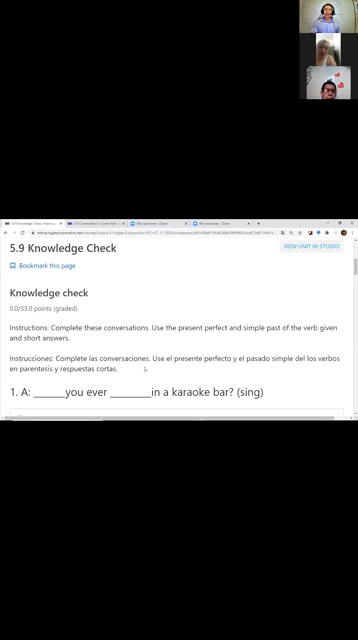 5.9 Knowledge Check
VIEW UNIT IN STUDIO
Bookmark this page
Knowledge check
0.0/33.0 points (graded)
Instructions: Complete these conversations. Use the present perfect and simple past of the verb given
and short answers.
Instrucciones: Complete las conversaciones. Use el presente perfecto y el pasado simple del los verbos
en parentesis y respuestas cortas.
1. A: _______you ever _________in a karaoke bar? (sing)